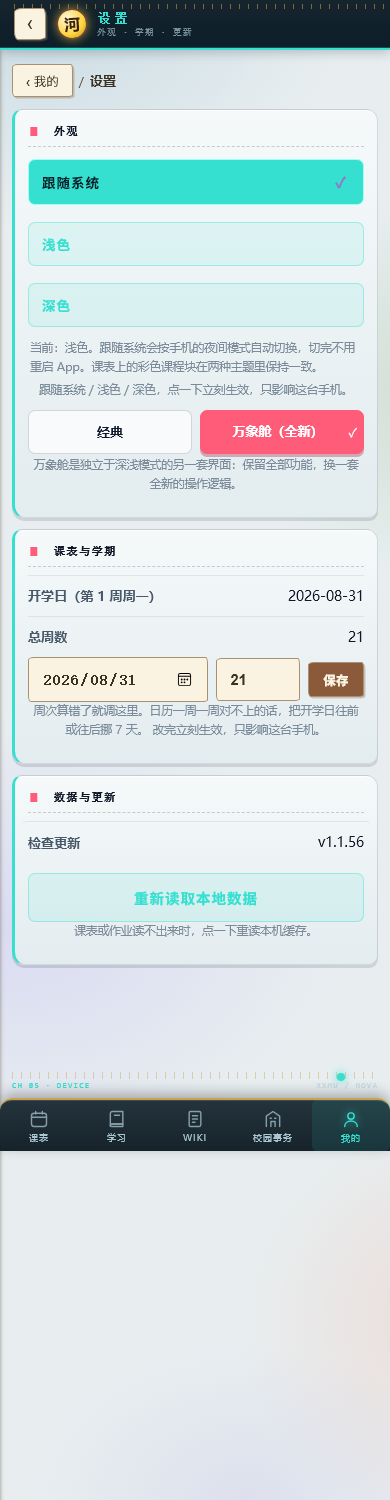 ‹
河
设置
外观 · 学期 · 更新
‹ 我的 / 设置
外观
跟随系统 ✓
浅色
深色
当前：浅色。跟随系统会按手机的夜间模式自动切换，切完不用
重启 App。课表上的彩色课程块在两种主题里保持一致。
跟随系统 / 浅色 / 深色，点一下立刻生效，只影响这台手机。
经典
万象舱（全新） ✓
万象舱是独立于深浅模式的另一套界面：保留全部功能，换一套
全新的操作逻辑。
课表与学期
开学日（第 1 周周一） 2026-08-31
总周数 21
2026/08/31 21 保存
周次算错了就调这里。日历一周一周对不上的话，把开学日往前
或往后挪 7 天。 改完立刻生效，只影响这台手机。
数据与更新
检查更新 v1.1.56
重新读取本地数据
课表或作业读不出来时，点一下重读本机缓存。
CH 05 · DEVICE
课表 学习 WIKI 校园事务 我的